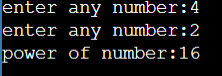 enter any number:4
enter any number:2
power of number:16